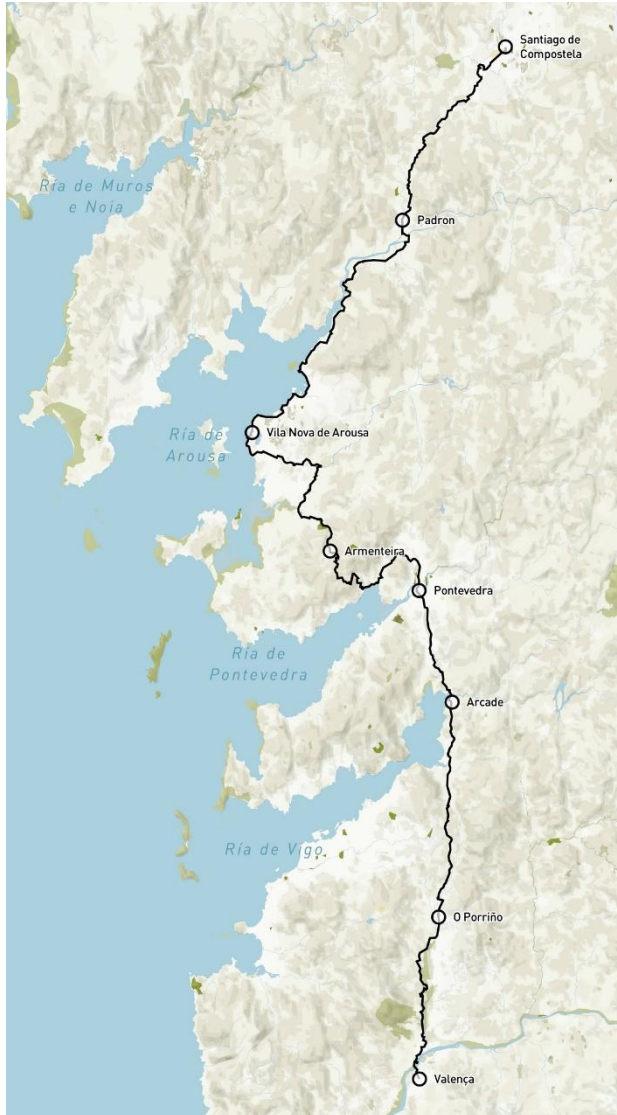 Santiago de
Compostela
Ría de Muros
e Noia
Padron
Ría de
Arousa
Vila Nova de Arousa
Armenteira
Pontevedra
Ría de
Pontevedra
Arcade
Ría de Vigo
O Porriño
Valença